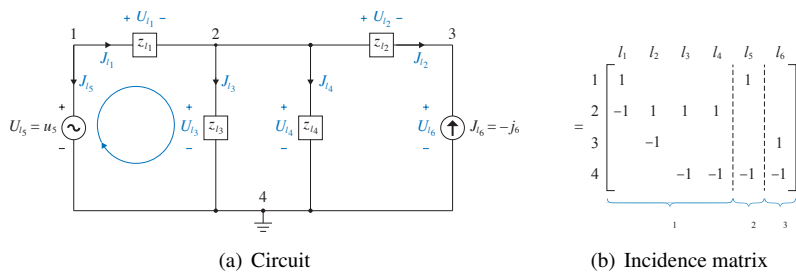 + U_{l_1} −
+ U_{l_2} −
1
2
3
J_{l_1}
z_{l_1}
z_{l_2}
J_{l_2}
J_{l_5}
J_{l_3}
J_{l_4}
+
+
+
+
U_{l_5} = u_5
U_{l_3}
z_{l_3}
U_{l_4}
z_{l_4}
U_{l_6}
J_{l_6} = −j_6
−
−
−
−
4
(a) Circuit
l_1 l_2 l_3 l_4 l_5 l_6
1 1 1
2 -1 1 1 1
= 3 -1 1
4 -1 -1 -1 -1
1 2 3
(b) Incidence matrix